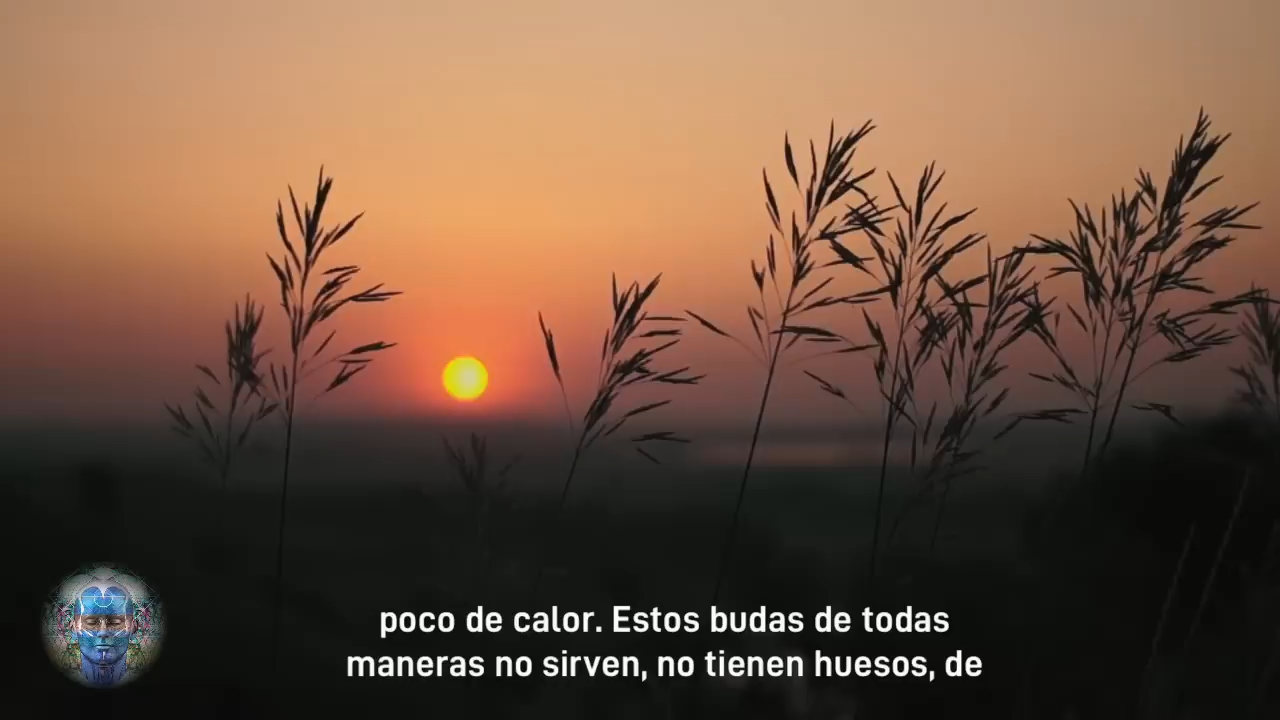 poco de calor. Estos budas de todas
maneras no sirven, no tienen huesos, de